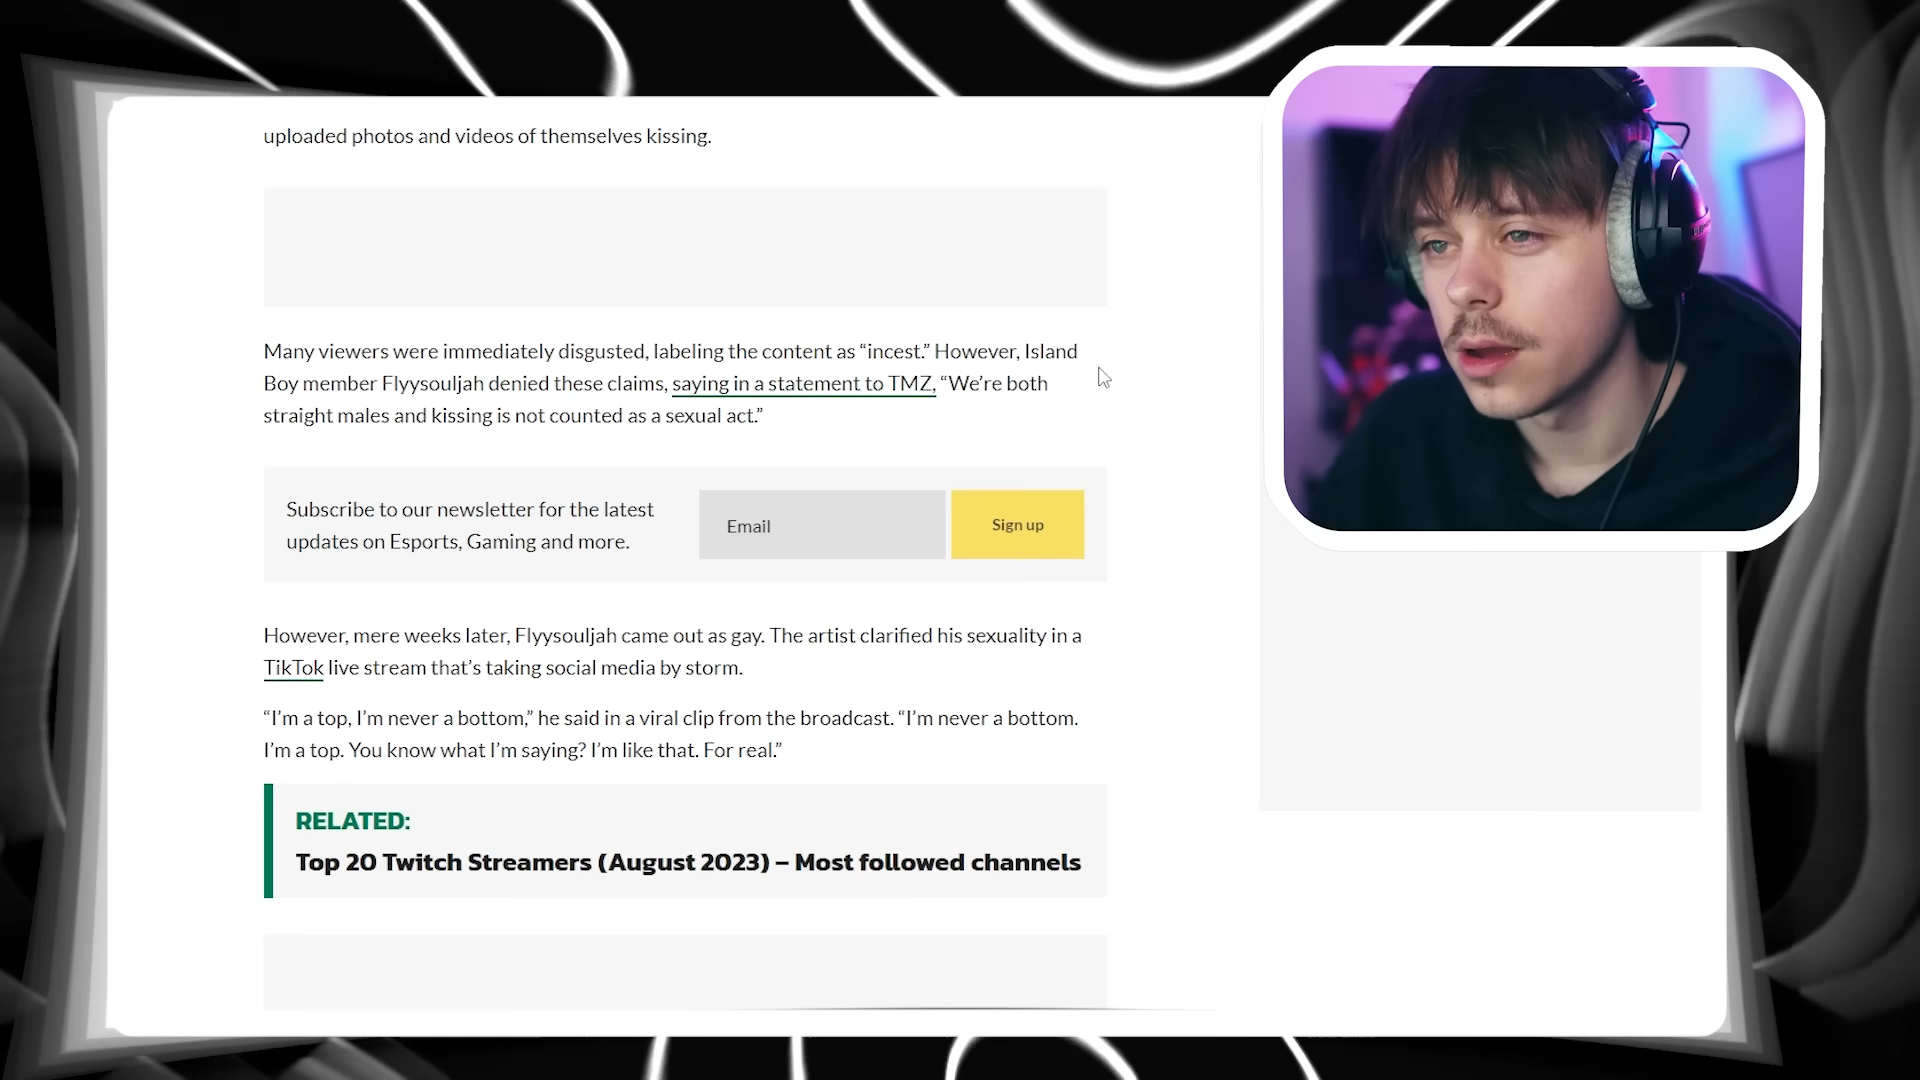 uploaded photos and videos of themselves kissing.
Many viewers were immediately disgusted, labeling the content as “incest.” However, Island
Boy member Flyysouljah denied these claims, saying in a statement to TMZ, “We’re both
straight males and kissing is not counted as a sexual act.”
Subscribe to our newsletter for the latest
updates on Esports, Gaming and more.
Email
Sign up
However, mere weeks later, Flyysouljah came out as gay. The artist clarified his sexuality in a
TikTok live stream that’s taking social media by storm.
“I’m a top, I’m never a bottom,” he said in a viral clip from the broadcast. “I’m never a bottom.
I’m a top. You know what I’m saying? I’m like that. For real.”
RELATED:
Top 20 Twitch Streamers (August 2023) – Most followed channels